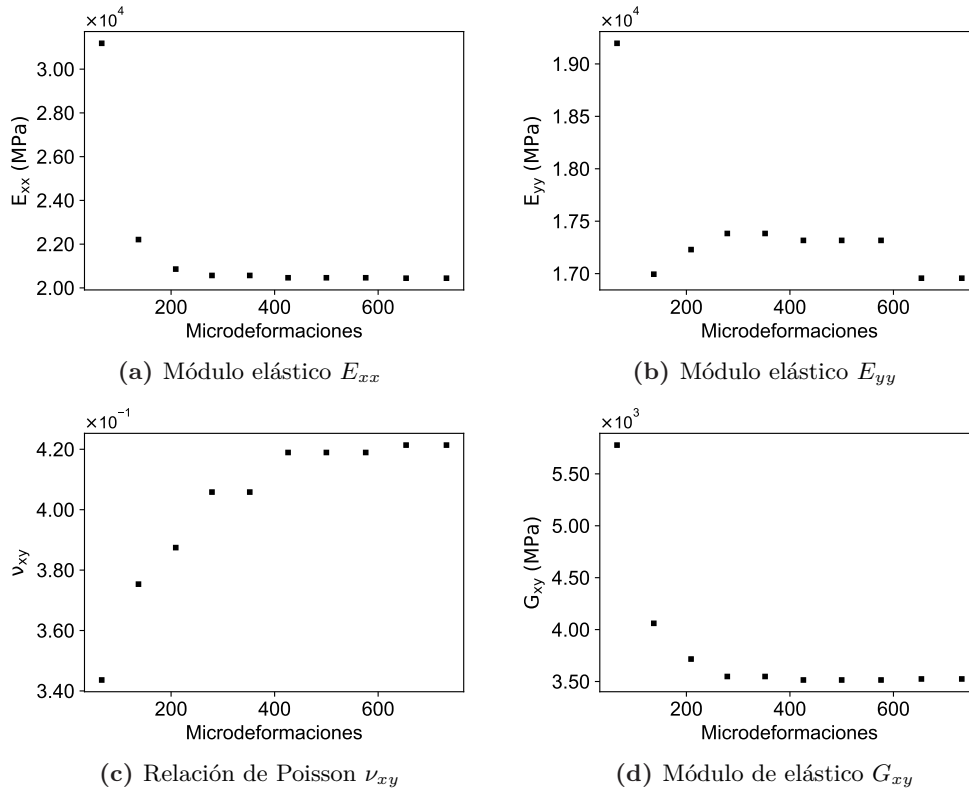 ×10⁴
3.00
2.80
2.60
2.40
2.20
2.00
E_xx (MPa)
200 400 600
Microdeformaciones
(a) Módulo elástico E_xx
×10⁴
1.90
1.85
1.80
1.75
1.70
E_yy (MPa)
200 400 600
Microdeformaciones
(b) Módulo elástico E_yy
×10⁻¹
4.20
4.00
3.80
3.60
3.40
ν_xy
200 400 600
Microdeformaciones
(c) Relación de Poisson ν_xy
×10³
5.50
5.00
4.50
4.00
3.50
G_xy (MPa)
200 400 600
Microdeformaciones
(d) Módulo de elástico G_xy